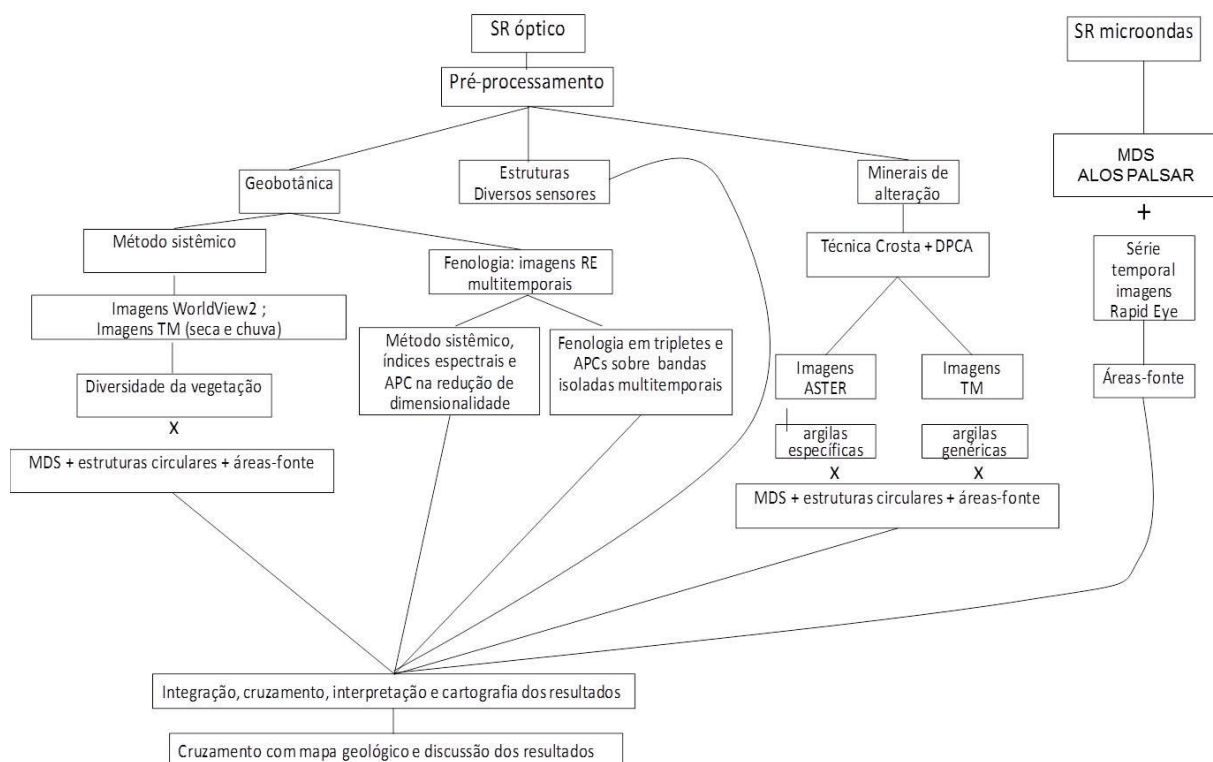 SR óptico
SR microondas
Pré-processamento
MDS
ALOS PALSAR
+
Série
temporal
imagens
Rapid Eye
Áreas-fonte
Geobotânica
Estruturas
Diversos sensores
Minerais de
alteração
Método sistêmico
Fenologia: imagens RE
multitemporais
Técnica Crosta + DPCA
Imagens WorldView2 ;
Imagens TM (seca e chuva)
Método sistêmico,
índices espectrais e
APC na redução de
dimensionalidade
Fenologia em tripletes e
APCs sobre bandas
isoladas multitemporais
Imagens
ASTER
Imagens
TM
Diversidade da vegetação
X
MDS + estruturas circulares + áreas-fonte
argilas
específicas
X
argilas
genéricas
X
MDS + estruturas circulares + áreas-fonte
Integração, cruzamento, interpretação e cartografia dos resultados
Cruzamento com mapa geológico e discussão dos resultados